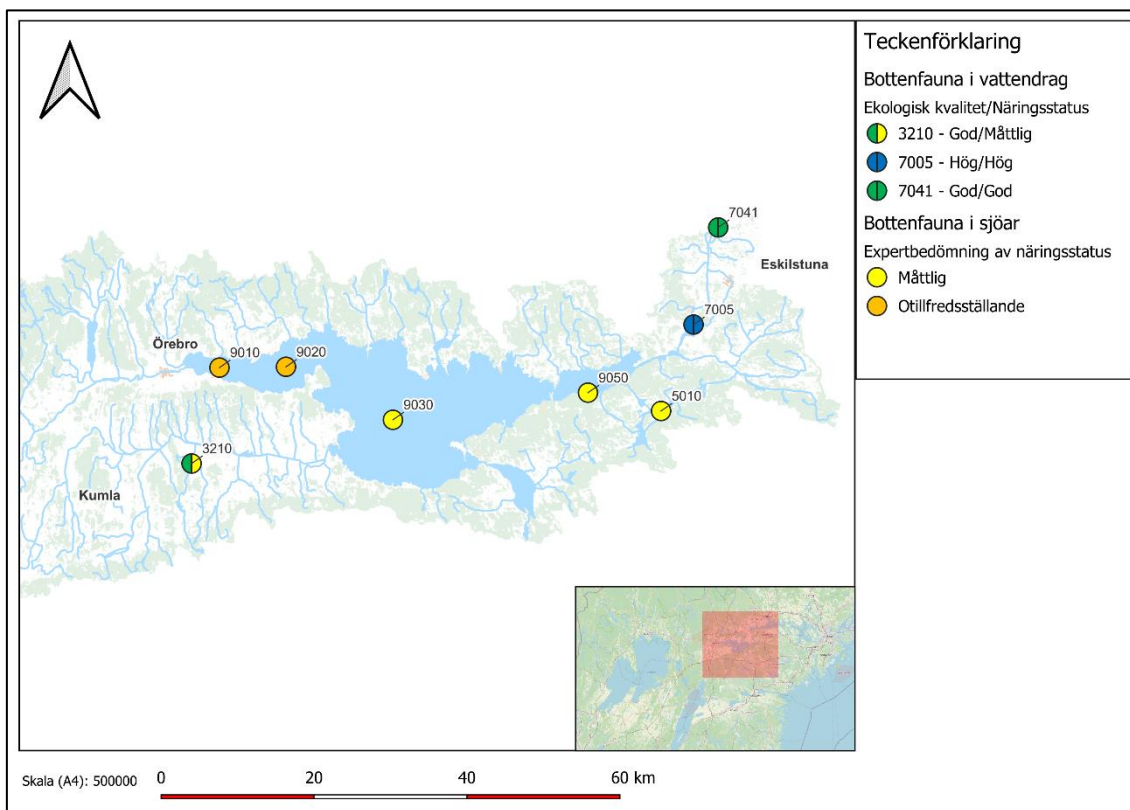 Teckenförklaring
Bottenfauna i vattendrag
Ekologisk kvalitet/Näringsstatus
3210 - God/Måttlig
7005 - Hög/Hög
7041 - God/God
Bottenfauna i sjöar
Expertbedömning av näringsstatus
Måttlig
Otillfredsställande
7041
Eskilstuna
7005
Örebro
9010
9020
9050
5010
9030
3210
Kumla
Skala (A4): 500000
0
20
40
60 km